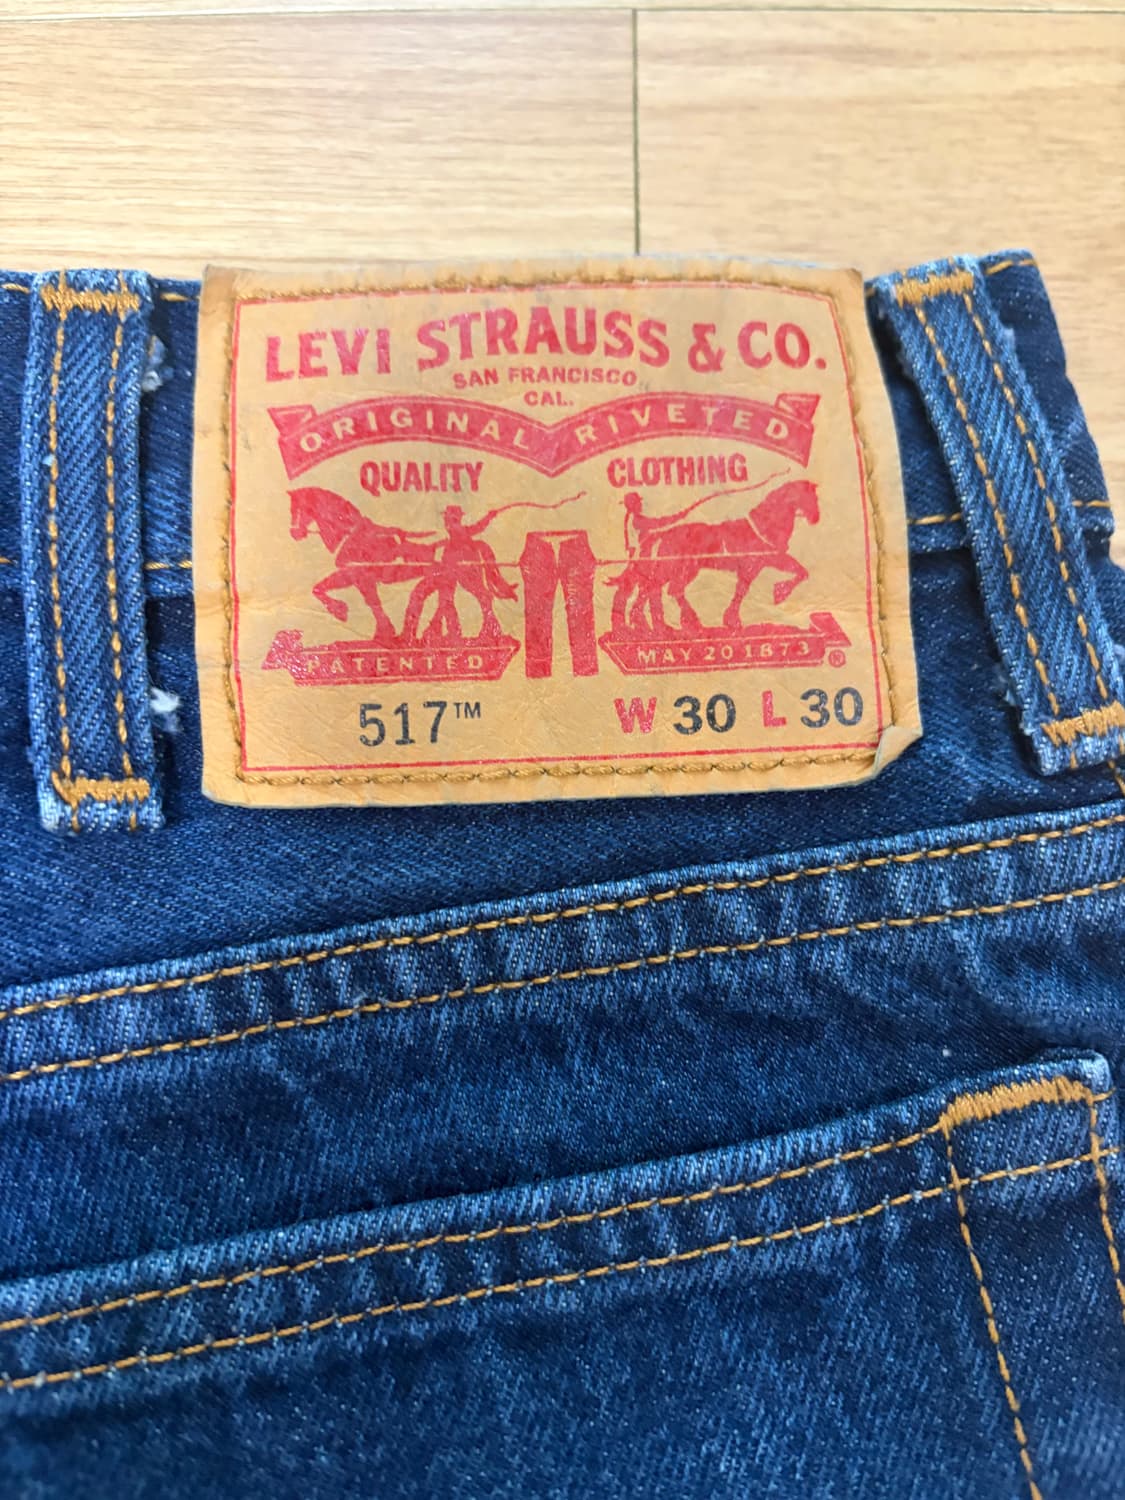 LEVI STRAUSS & CO.
SAN FRANCISCO,
CAL.
ORIGINAL RIVETED
QUALITY CLOTHING
PATENTED MAY 20 1873 ®
517™ W 30 L 30